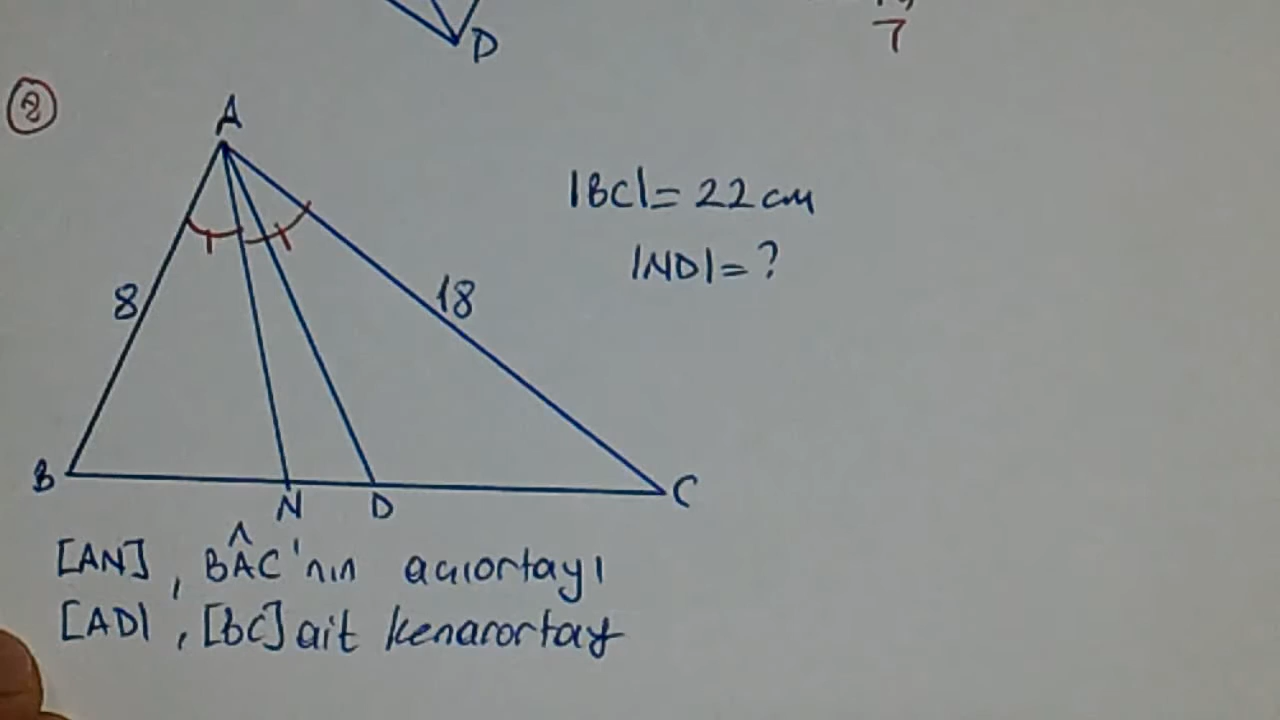 D
7
2
A
|BC| = 22 cm
|ND| = ?
8
18
B
N
D
C
[AN], BÂC'nın açıortayı
[AD], [BC] ait kenarortay